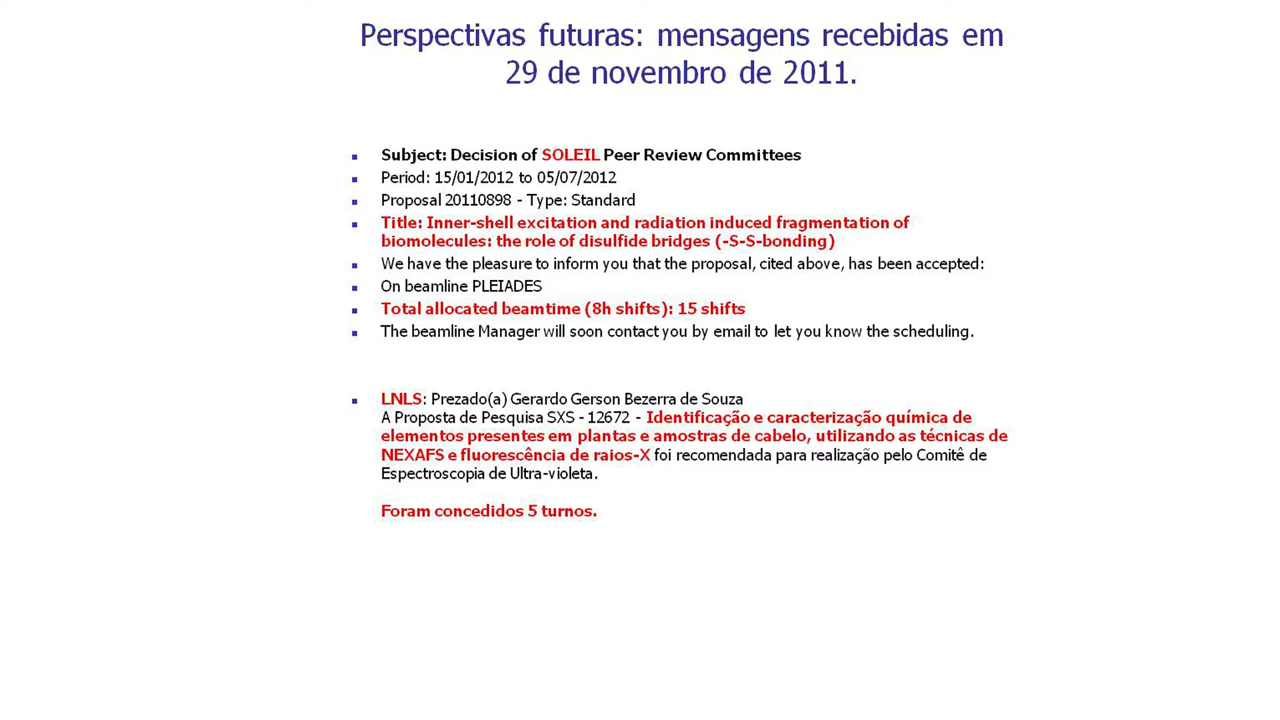 Perspectivas futuras: mensagens recebidas em
29 de novembro de 2011.
Subject: Decision of SOLEIL Peer Review Committees
Period: 15/01/2012 to 05/07/2012
Proposal 20110898 - Type: Standard
Title: Inner-shell excitation and radiation induced fragmentation of
biomolecules: the role of disulfide bridges (-S-S-bonding)
We have the pleasure to inform you that the proposal, cited above, has been accepted:
On beamline PLEIADES
Total allocated beamtime (8h shifts): 15 shifts
The beamline Manager will soon contact you by email to let you know the scheduling.
LNLS: Prezado(a) Gerardo Gerson Bezerra de Souza
A Proposta de Pesquisa SXS - 12672 - Identificação e caracterização química de
elementos presentes em plantas e amostras de cabelo, utilizando as técnicas de
NEXAFS e fluorescência de raios-X foi recomendada para realização pelo Comitê de
Espectroscopia de Ultra-violeta.
Foram concedidos 5 turnos.